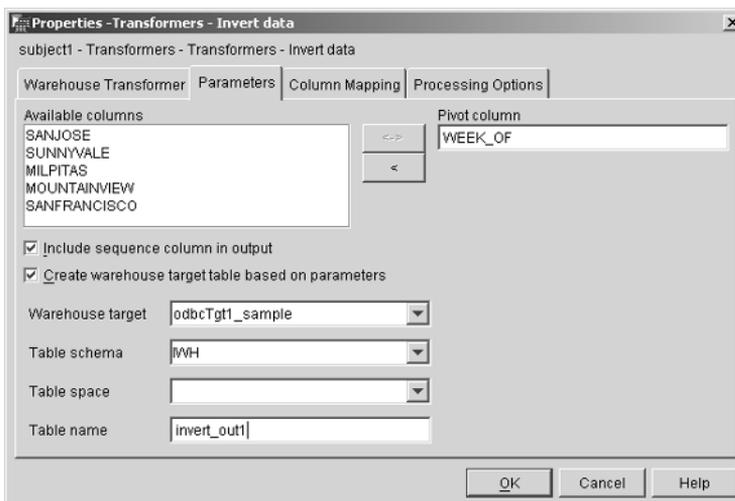 Properties -Transformers - Invert data
subject1 - Transformers - Transformers - Invert data
Warehouse Transformer Parameters Column Mapping Processing Options
Available columns Pivot column
SANJOSE <-> WEEK_OF
SUNNYVALE
MILPITAS <
MOUNTAINVIEW
SANFRANCISCO
Include sequence column in output
Create warehouse target table based on parameters
Warehouse target odbcTgt1_sample
Table schema IWH
Table space
Table name invert_out1
OK Cancel Help